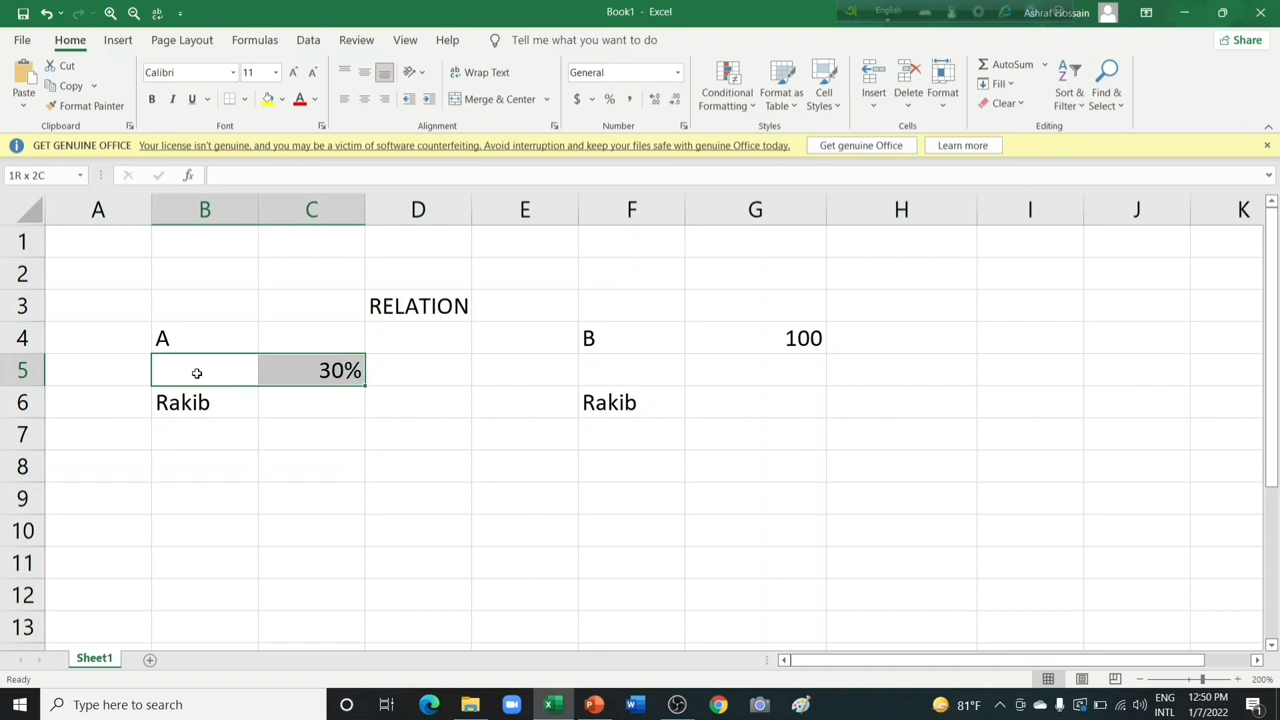 Book1 - Excel
English
Ashraf Hossain
File Home Insert Page Layout Formulas Data Review View Help Tell me what you want to do Share
Paste
Cut
Copy
Format Painter
Clipboard
Calibri 11
B I U
Font
Wrap Text
Merge & Center
Alignment
General
$ % ,
Number
Conditional Formatting
Format as Table
Cell Styles
Styles
Insert Delete Format
Cells
AutoSum
Fill
Clear
Sort & Filter
Find & Select
Editing
GET GENUINE OFFICE Your license isn't genuine, and you may be a victim of software counterfeiting. Avoid interruption and keep your files safe with genuine Office today. Get genuine Office Learn more
1R x 2C fx
A B C D E F G H I J K
1
2
3 RELATION
4 A B 100
5 30%
6 Rakib Rakib
7
8
9
10
11
12
13
Sheet1
Ready 200%
Type here to search 81°F ENG INTL 12:50 PM 1/7/2022